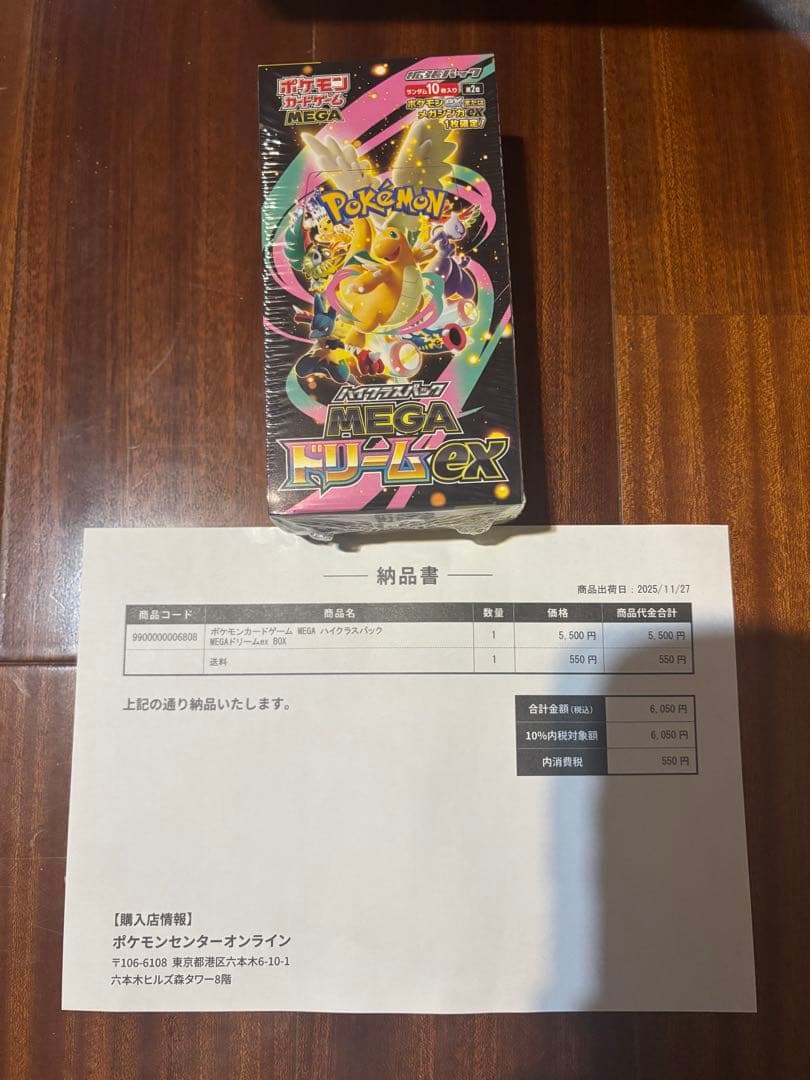 ポケモン
カードゲーム
MEGA
拡張パック
ランダム10枚入り
ポケモンexまたは
メガシンカex
1枚確定!
POKéMON
ハイクラスパック
MEGA
ドリームex
納品書
商品出荷日：2025/11/27
商品コード 商品名 数量 価格 商品代金合計
9900000006808 ポケモンカードゲーム MEGA ハイクラスパック
MEGAドリームex BOX 1 5,500 円 5,500 円
送料 1 550 円 550 円
上記の通り納品いたします。
合計金額(税込) 6,050 円
10%内税対象額 6,050 円
内消費税 550 円
【購入店情報】
ポケモンセンターオンライン
〒106-6108 東京都港区六本木6-10-1
六本木ヒルズ森タワー8階